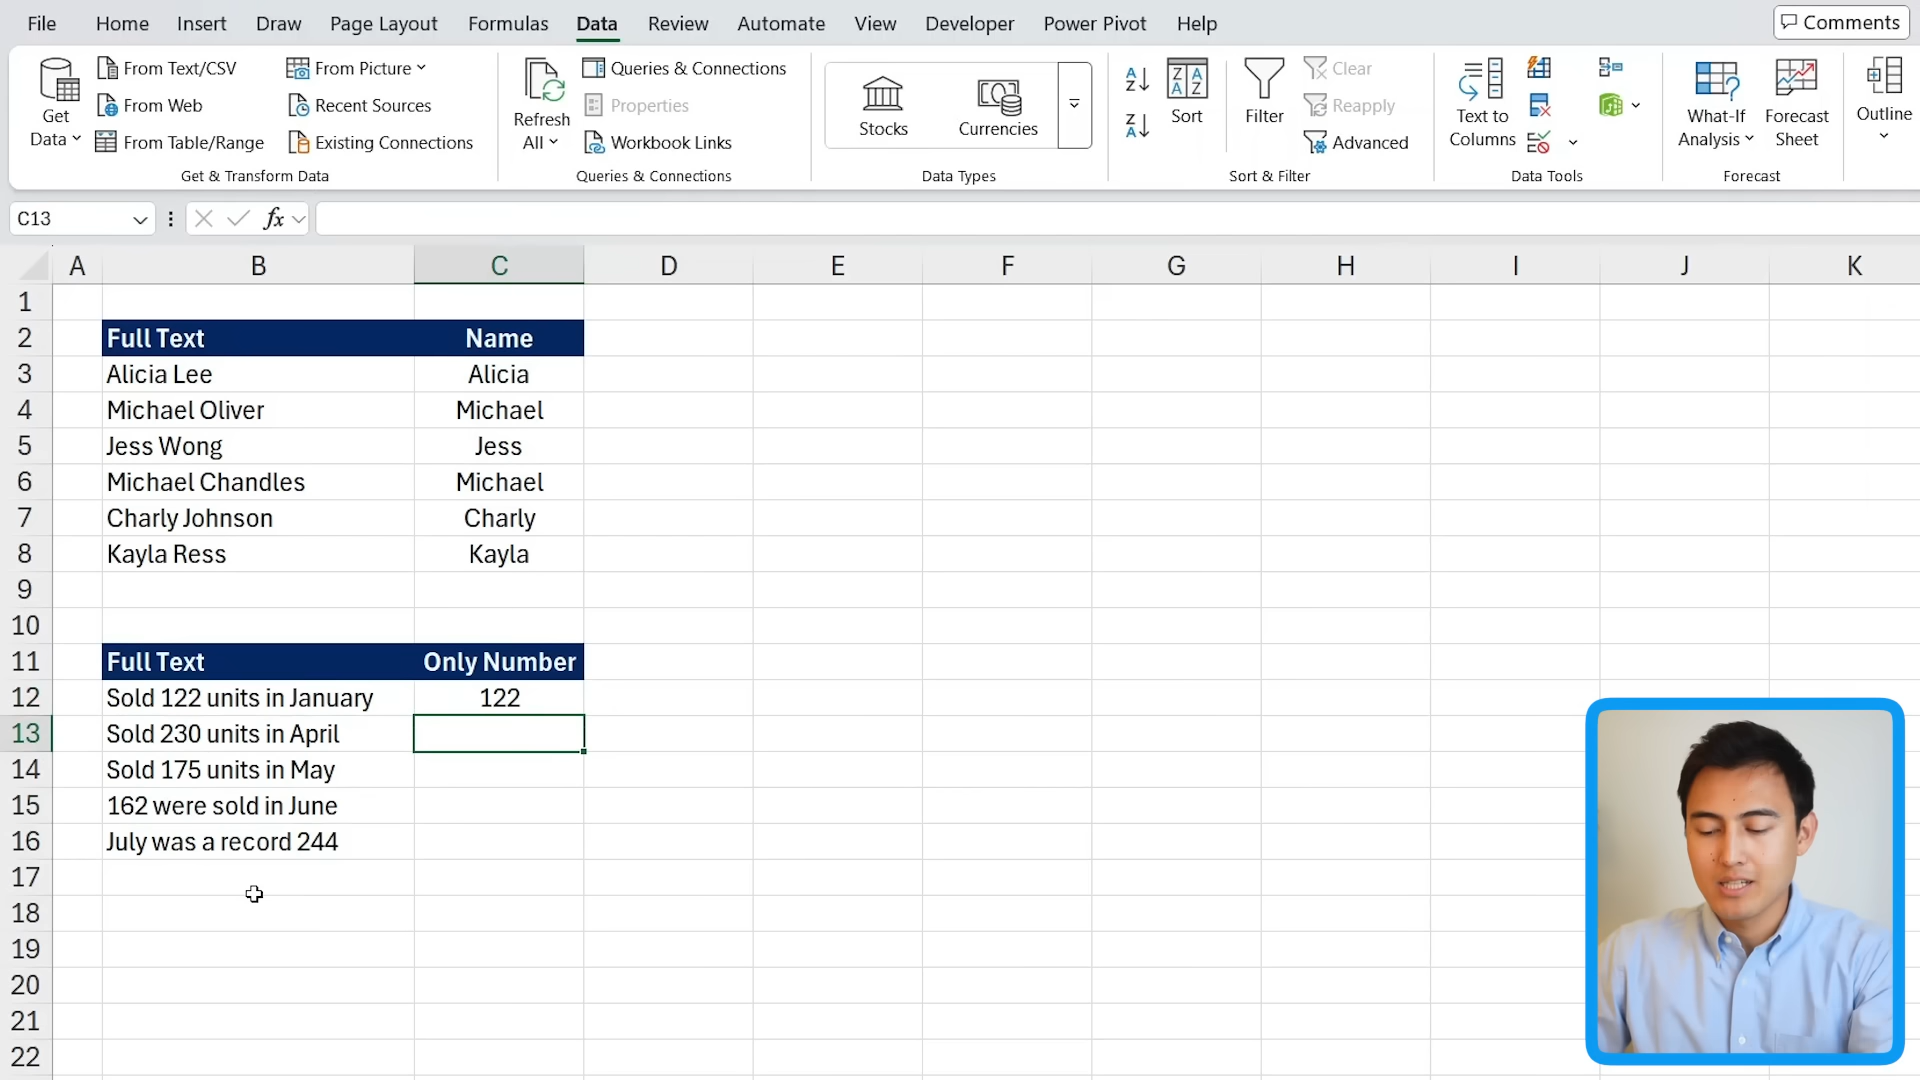 File Home Insert Draw Page Layout Formulas Data Review Automate View Developer Power Pivot Help Comments
Get Data
From Text/CSV
From Web
From Table/Range
From Picture
Recent Sources
Existing Connections
Get & Transform Data
Refresh All
Queries & Connections
Properties
Workbook Links
Queries & Connections
Stocks
Currencies
Data Types
Sort
Filter
Clear
Reapply
Advanced
Sort & Filter
Text to Columns
Data Tools
What-If Analysis
Forecast Sheet
Forecast
Outline
C13 fx
A B C D E F G H I J K
1
2 Full Text Name
3 Alicia Lee Alicia
4 Michael Oliver Michael
5 Jess Wong Jess
6 Michael Chandles Michael
7 Charly Johnson Charly
8 Kayla Ress Kayla
9
10
11 Full Text Only Number
12 Sold 122 units in January 122
13 Sold 230 units in April
14 Sold 175 units in May
15 162 were sold in June
16 July was a record 244
17
18
19
20
21
22